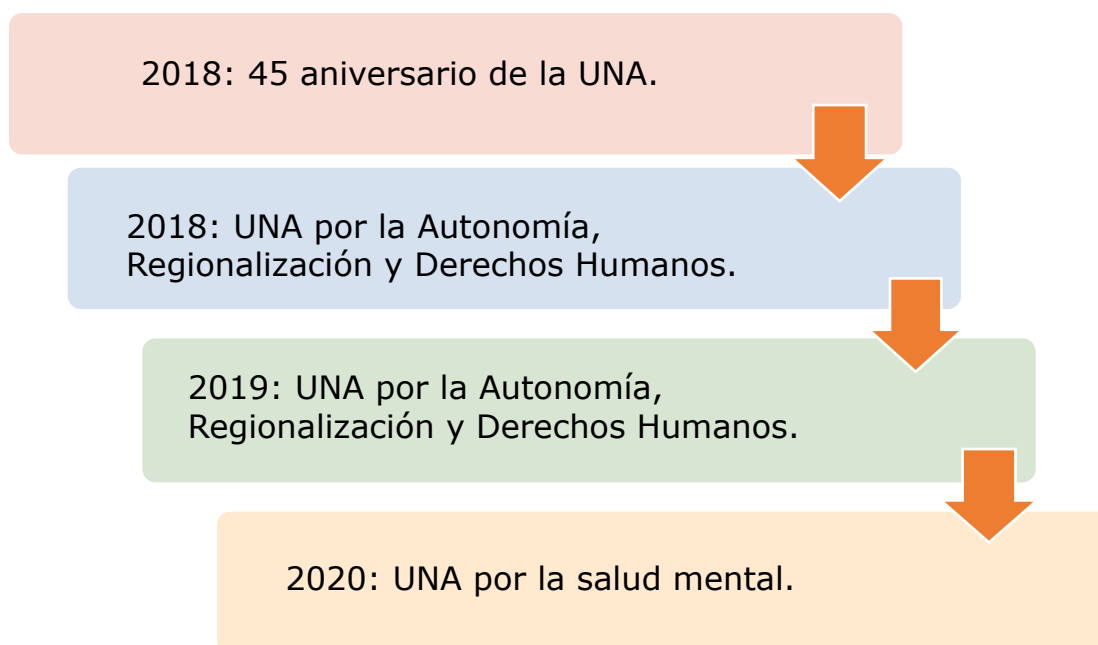 2018: 45 aniversario de la UNA.
2018: UNA por la Autonomía,
Regionalización y Derechos Humanos.
2019: UNA por la Autonomía,
Regionalización y Derechos Humanos.
2020: UNA por la salud mental.